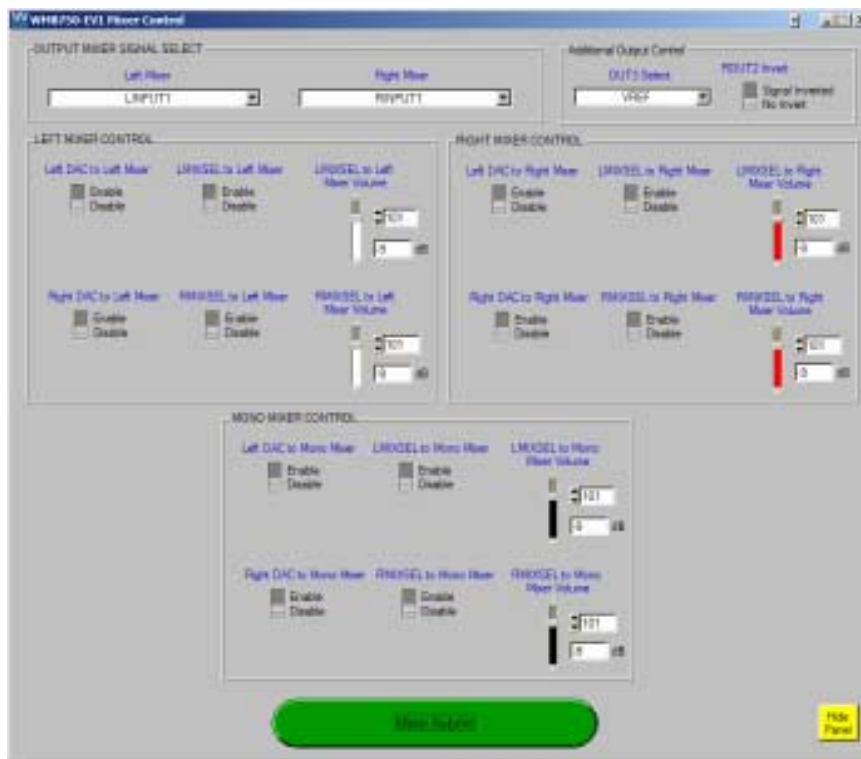 WM8750-EV1 Mixer Control
OUTPUT MIXER SIGNAL SELECT
Left Mixer
LINPUT1
Right Mixer
RINPUT1
Additional Output Control
OUT3 Select
VREF
ROUT2 Invert
Signal Inverted
No Invert
LEFT MIXER CONTROL
Left DAC to Left Mixer
Enable
Disable
LMIXSEL to Left Mixer
Enable
Disable
LMIXSEL to Left
Mixer Volume
101
-9 dB
Right DAC to Left Mixer
Enable
Disable
RMIXSEL to Left Mixer
Enable
Disable
RMIXSEL to Left
Mixer Volume
101
-9 dB
RIGHT MIXER CONTROL
Left DAC to Right Mixer
Enable
Disable
LMIXSEL to Right Mixer
Enable
Disable
LMIXSEL to Right
Mixer Volume
101
-9 dB
Right DAC to Right Mixer
Enable
Disable
RMIXSEL to Right Mixer
Enable
Disable
RMIXSEL to Right
Mixer Volume
101
-9 dB
MONO MIXER CONTROL
Left DAC to Mono Mixer
Enable
Disable
LMIXSEL to Mono Mixer
Enable
Disable
LMIXSEL to Mono
Mixer Volume
101
-9 dB
Right DAC to Mono Mixer
Enable
Disable
RMIXSEL to Mono Mixer
Enable
Disable
RMIXSEL to Mono
Mixer Volume
101
-9 dB
Mixer Submit
Hide
Panel